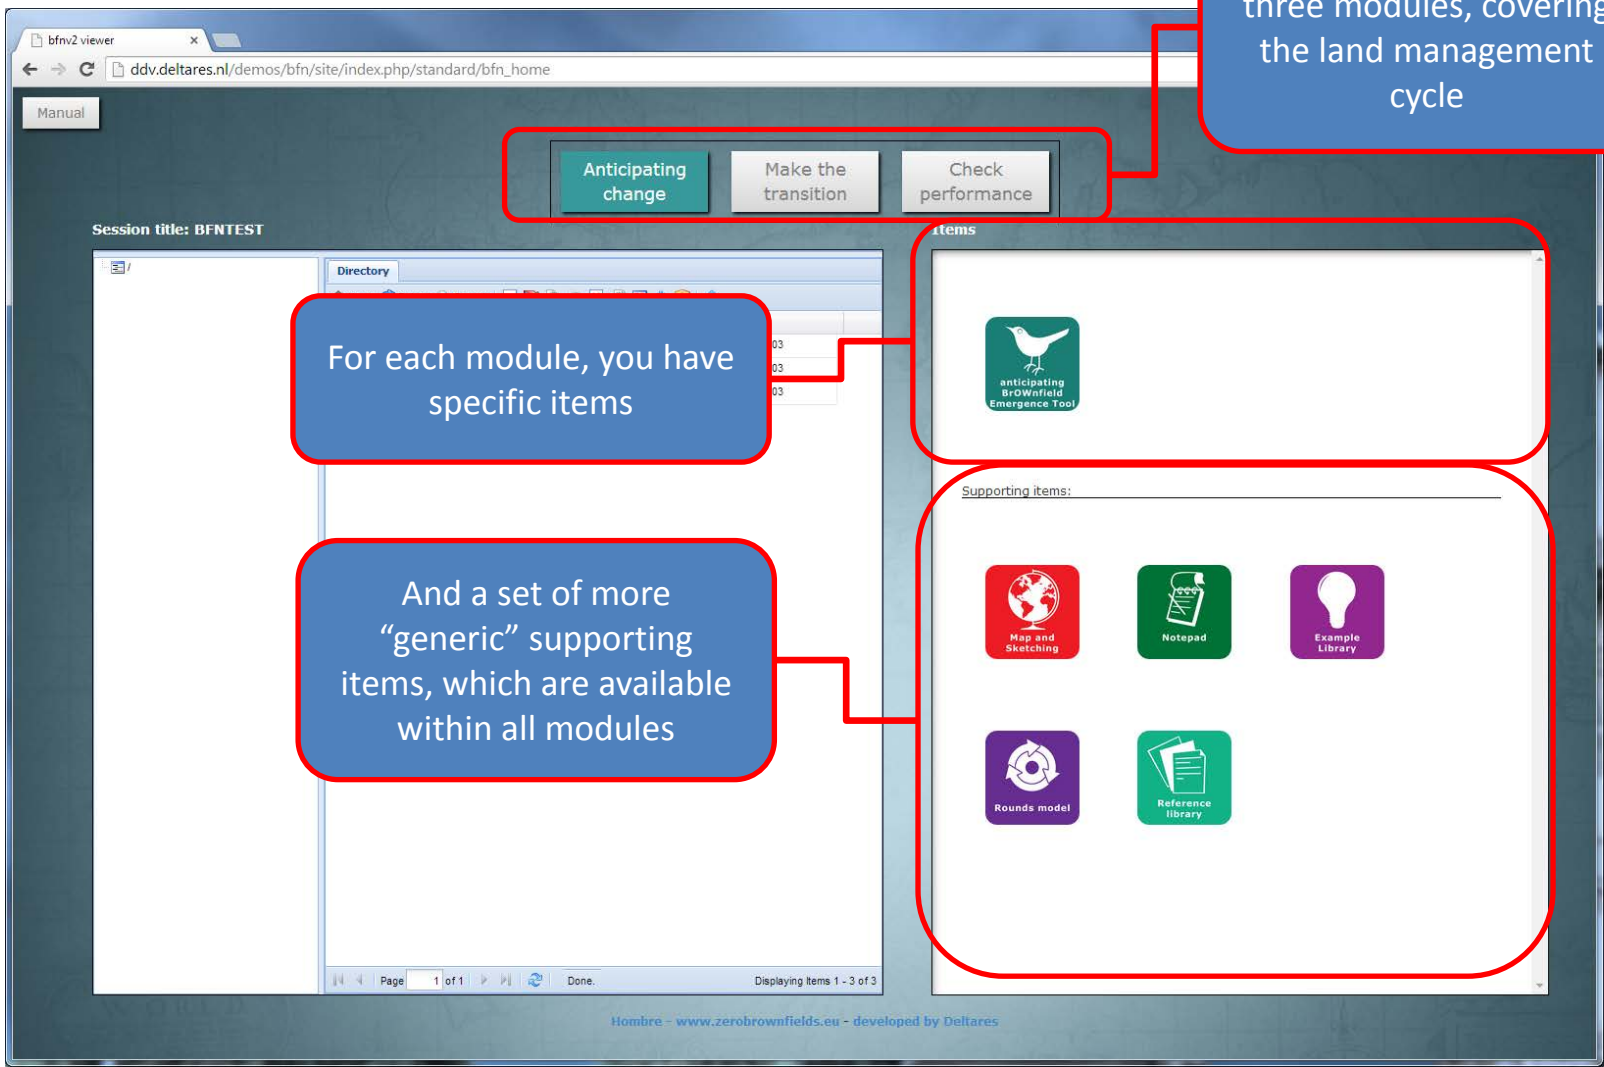 three modules, covering
the land management
cycle
bfnv2 viewer
ddv.deltares.nl/demos/bfn/site/index.php/standard/bfn_home
Manual
Anticipating
change
Make the
transition
Check
performance
Session title: BFNTEST
Items
/
Directory
03
03
03
For each module, you have
specific items
anticipating
BrOWnfield
Emergence Tool
Supporting items:
And a set of more
“generic” supporting
items, which are available
within all modules
Map and
Sketching
Notepad
Example
Library
Rounds model
Reference
library
Page 1 of 1 Done. Displaying items 1 - 3 of 3
Hombre - www.zerobrownfields.eu - developed by Deltares